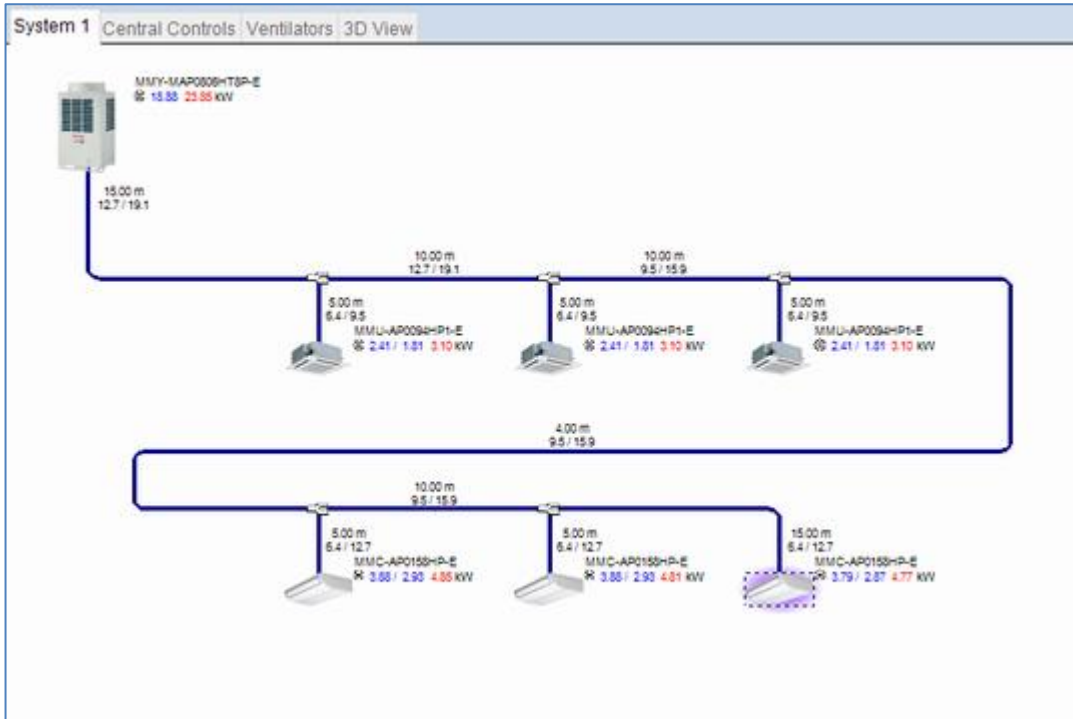 System 1 Central Controls Ventilators 3D View
MMY-MAP0806HT8P-E
18.88 23.85 kW
15.00 m
12.7 / 19.1
10.00 m
12.7 / 19.1
10.00 m
9.5 / 15.9
5.00 m
6.4 / 9.5
MMU-AP0094HP1-E
2.41 / 1.81 3.10 kW
5.00 m
6.4 / 9.5
MMU-AP0094HP1-E
2.41 / 1.81 3.10 kW
5.00 m
6.4 / 9.5
MMU-AP0094HP1-E
2.41 / 1.81 3.10 kW
4.00 m
9.5 / 15.9
10.00 m
9.5 / 15.9
5.00 m
6.4 / 12.7
MMC-AP0158HP-E
3.88 / 2.93 4.85 kW
5.00 m
6.4 / 12.7
MMC-AP0158HP-E
3.88 / 2.93 4.81 kW
15.00 m
6.4 / 12.7
MMC-AP0158HP-E
3.79 / 2.87 4.77 kW